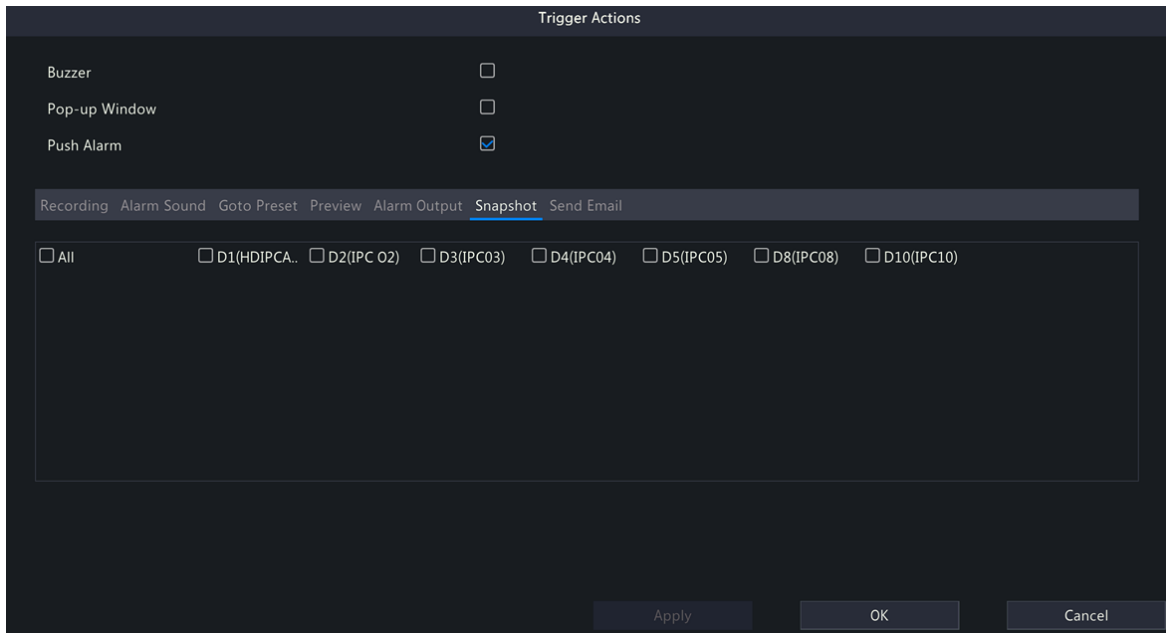 Trigger Actions
Buzzer
Pop-up Window
Push Alarm
Recording Alarm Sound Goto Preset Preview Alarm Output Snapshot Send Email
All D1(HDIPCA.. D2(IPC O2) D3(IPC03) D4(IPC04) D5(IPC05) D8(IPC08) D10(IPC10)
Apply OK Cancel